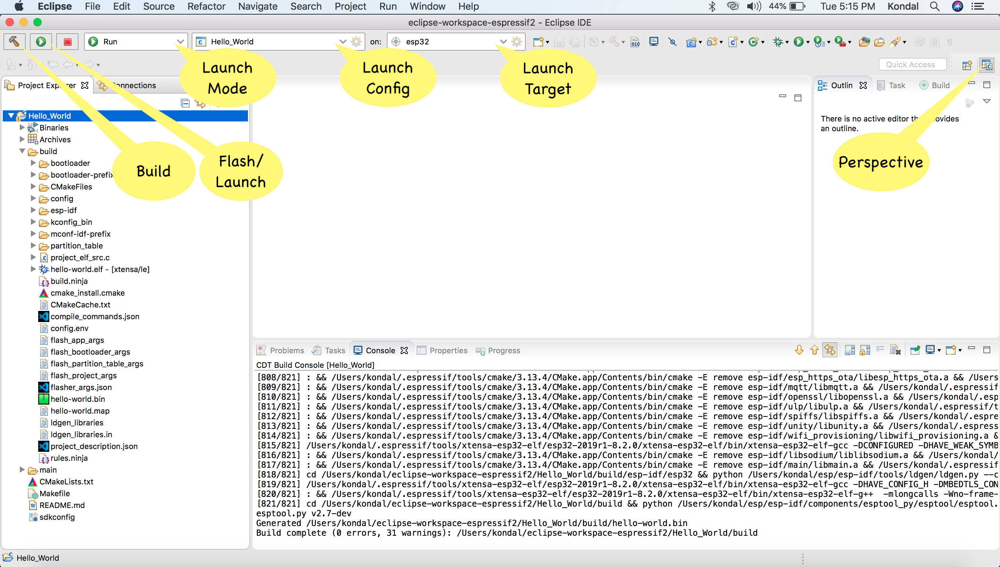 Eclipse File Edit Source Refactor Navigate Search Project Run Window Help 44% Tue 5:15 PM Kondal
eclipse-workspace-espressif2 - Eclipse IDE
Run Hello_World on: esp32
010
Quick Access
Launch
Mode
Launch
Config
Launch
Target
Build
Flash/
Launch
Perspective
Project Explorer
Connections
Hello_World
Binaries
Archives
build
bootloader
bootloader-prefix
CMakeFiles
config
esp-idf
kconfig_bin
mconf-idf-prefix
partition_table
project_elf_src.c
hello-world.elf - [xtensa/le]
build.ninja
cmake_install.cmake
CMakeCache.txt
compile_commands.json
config.env
flash_app_args
flash_bootloader_args
flash_partition_table_args
flash_project_args
flasher_args.json
hello-world.bin
hello-world.map
ldgen_libraries
ldgen_libraries.in
project_description.json
rules.ninja
main
CMakeLists.txt
Makefile
README.md
sdkconfig
Outlin Task Build
There is no active editor th ovides
an outline.
Problems Tasks Console Properties Progress
CDT Build Console [Hello_World]
[808/821] : && /Users/kondal/.espressif/tools/cmake/3.13.4/CMake.app/Contents/bin/cmake -E remove esp-idf/esp_https_ota/libesp_https_ota.a && /Users
[809/821] : && /Users/kondal/.espressif/tools/cmake/3.13.4/CMake.app/Contents/bin/cmake -E remove esp-idf/mqtt/libmqtt.a && /Users/kondal/.espressif
[810/821] : && /Users/kondal/.espressif/tools/cmake/3.13.4/CMake.app/Contents/bin/cmake -E remove esp-idf/openssl/libopenssl.a && /Users/kondal/.esp
[811/821] : && /Users/kondal/.espressif/tools/cmake/3.13.4/CMake.app/Contents/bin/cmake -E remove esp-idf/ulp/libulp.a && /Users/kondal/.espressif/t
[812/821] : && /Users/kondal/.espressif/tools/cmake/3.13.4/CMake.app/Contents/bin/cmake -E remove esp-idf/spiffs/libspiffs.a && /Users/kondal/.espre
[813/821] : && /Users/kondal/.espressif/tools/cmake/3.13.4/CMake.app/Contents/bin/cmake -E remove esp-idf/unity/libunity.a && /Users/kondal/.espress
[814/821] : && /Users/kondal/.espressif/tools/cmake/3.13.4/CMake.app/Contents/bin/cmake -E remove esp-idf/wifi_provisioning/libwifi_provisioning.a &
[815/821] /Users/kondal/.espressif/tools/xtensa-esp32-elf/esp32-2019r1-8.2.0/xtensa-esp32-elf/bin/xtensa-esp32-elf-gcc -DCONFIGURED -DHAVE_WEAK_SYMB
[816/821] : && /Users/kondal/.espressif/tools/cmake/3.13.4/CMake.app/Contents/bin/cmake -E remove esp-idf/libsodium/liblibsodium.a && /Users/kondal/
[817/821] : && /Users/kondal/.espressif/tools/cmake/3.13.4/CMake.app/Contents/bin/cmake -E remove esp-idf/main/libmain.a && /Users/kondal/.espressif
[818/821] cd /Users/kondal/eclipse-workspace-espressif2/Hello_World/build/esp-idf/esp32 && python /Users/kondal/esp/esp-idf/tools/ldgen/ldgen.py --c
[819/821] /Users/kondal/.espressif/tools/xtensa-esp32-elf/esp32-2019r1-8.2.0/xtensa-esp32-elf/bin/xtensa-esp32-elf-gcc -DHAVE_CONFIG_H -DMBEDTLS_CON
[820/821] : && /Users/kondal/.espressif/tools/xtensa-esp32-elf/esp32-2019r1-8.2.0/xtensa-esp32-elf/bin/xtensa-esp32-elf-g++ -mlongcalls -Wno-frame-
[821/821] cd /Users/kondal/eclipse-workspace-espressif2/Hello_World/build && python /Users/kondal/esp/esp-idf/components/esptool_py/esptool/esptool.
esptool.py v2.7-dev
Generated /Users/kondal/eclipse-workspace-espressif2/Hello_World/build/hello-world.bin
Build complete (0 errors, 31 warnings): /Users/kondal/eclipse-workspace-espressif2/Hello_World/build
Hello_World